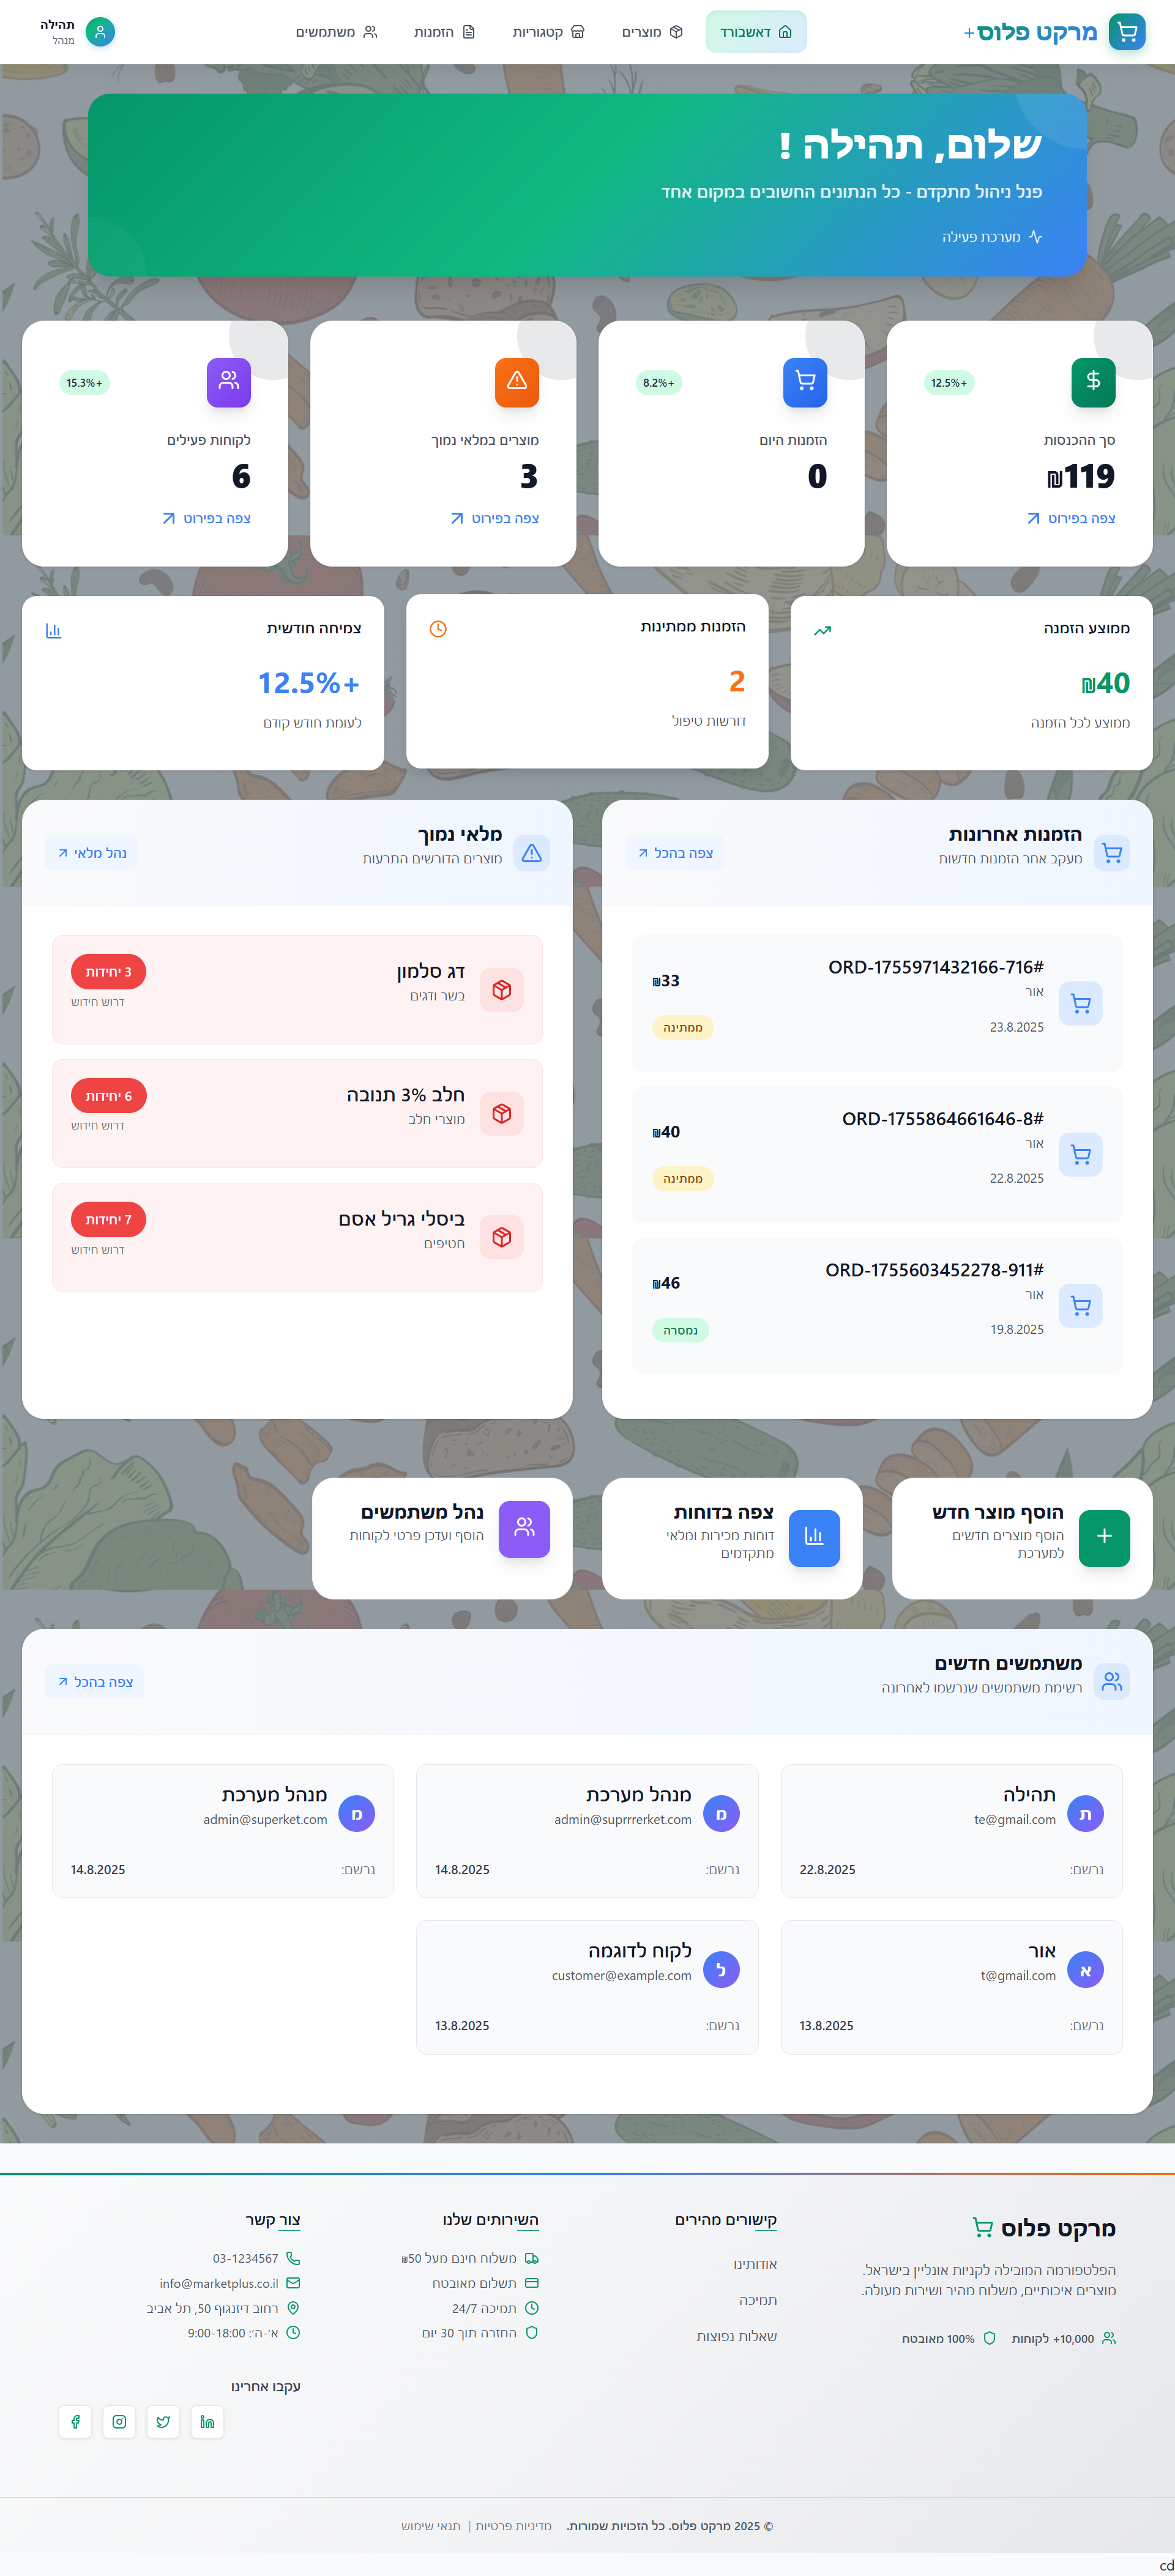 מרקט פלוס+
דאשבורד
מוצרים
קטגוריות
הזמנות
משתמשים
תהילה
מנהל
שלום, תהילה !
פנל ניהול מתקדם - כל הנתונים החשובים במקום אחד
מערכת פעילה
+12.5%
סך ההכנסות
₪119
צפה בפירוט
+8.2%
הזמנות היום
0
מוצרים במלאי נמוך
3
צפה בפירוט
+15.3%
לקוחות פעילים
6
צפה בפירוט
ממוצע הזמנה
₪40
ממוצע לכל הזמנה
הזמנות ממתינות
2
דורשות טיפול
צמיחה חודשית
+12.5%
לעומת חודש קודם
הזמנות אחרונות
מעקב אחר הזמנות חדשות
צפה בהכל
ORD-1755971432166-716#
אור
23.8.2025
₪33
ממתינה
ORD-1755864661646-8#
אור
22.8.2025
₪40
ממתינה
ORD-1755603452278-911#
אור
19.8.2025
₪46
נמסרה
מלאי נמוך
מוצרים הדורשים התרעות
נהל מלאי
דג סלמון
בשר ודגים
3 יחידות
דרוש חידוש
חלב 3% תנובה
מוצרי חלב
6 יחידות
דרוש חידוש
ביסלי גריל אסם
חטיפים
7 יחידות
דרוש חידוש
הוסף מוצר חדש
הוסף מוצרים חדשים
למערכת
צפה בדוחות
דוחות מכירות ומלאי
מתקדמים
נהל משתמשים
הוסף ועדכן פרטי לקוחות
משתמשים חדשים
רשימת משתמשים שנרשמו לאחרונה
צפה בהכל
ת
תהילה
te@gmail.com
נרשם:
22.8.2025
מ
מנהל מערכת
admin@suprrrerket.com
נרשם:
14.8.2025
מ
מנהל מערכת
admin@superket.com
נרשם:
14.8.2025
א
אור
t@gmail.com
נרשם:
13.8.2025
ל
לקוח לדוגמה
customer@example.com
נרשם:
13.8.2025
מרקט פלוס
הפלטפורמה המובילה לקניות אונליין בישראל.
מוצרים איכותיים, משלוח מהיר ושירות מעולה.
10,000+ לקוחות
100% מאובטח
קישורים מהירים
אודותינו
תמיכה
שאלות נפוצות
השירותים שלנו
משלוח חינם מעל 50₪
תשלום מאובטח
תמיכה 24/7
החזרה תוך 30 יום
צור קשר
03-1234567
info@marketplus.co.il
רחוב דיזנגוף 50, תל אביב
א׳-ה׳: 9:00-18:00
עקבו אחרינו
© 2025 מרקט פלוס. כל הזכויות שמורות.
מדיניות פרטיות | תנאי שימוש
cd